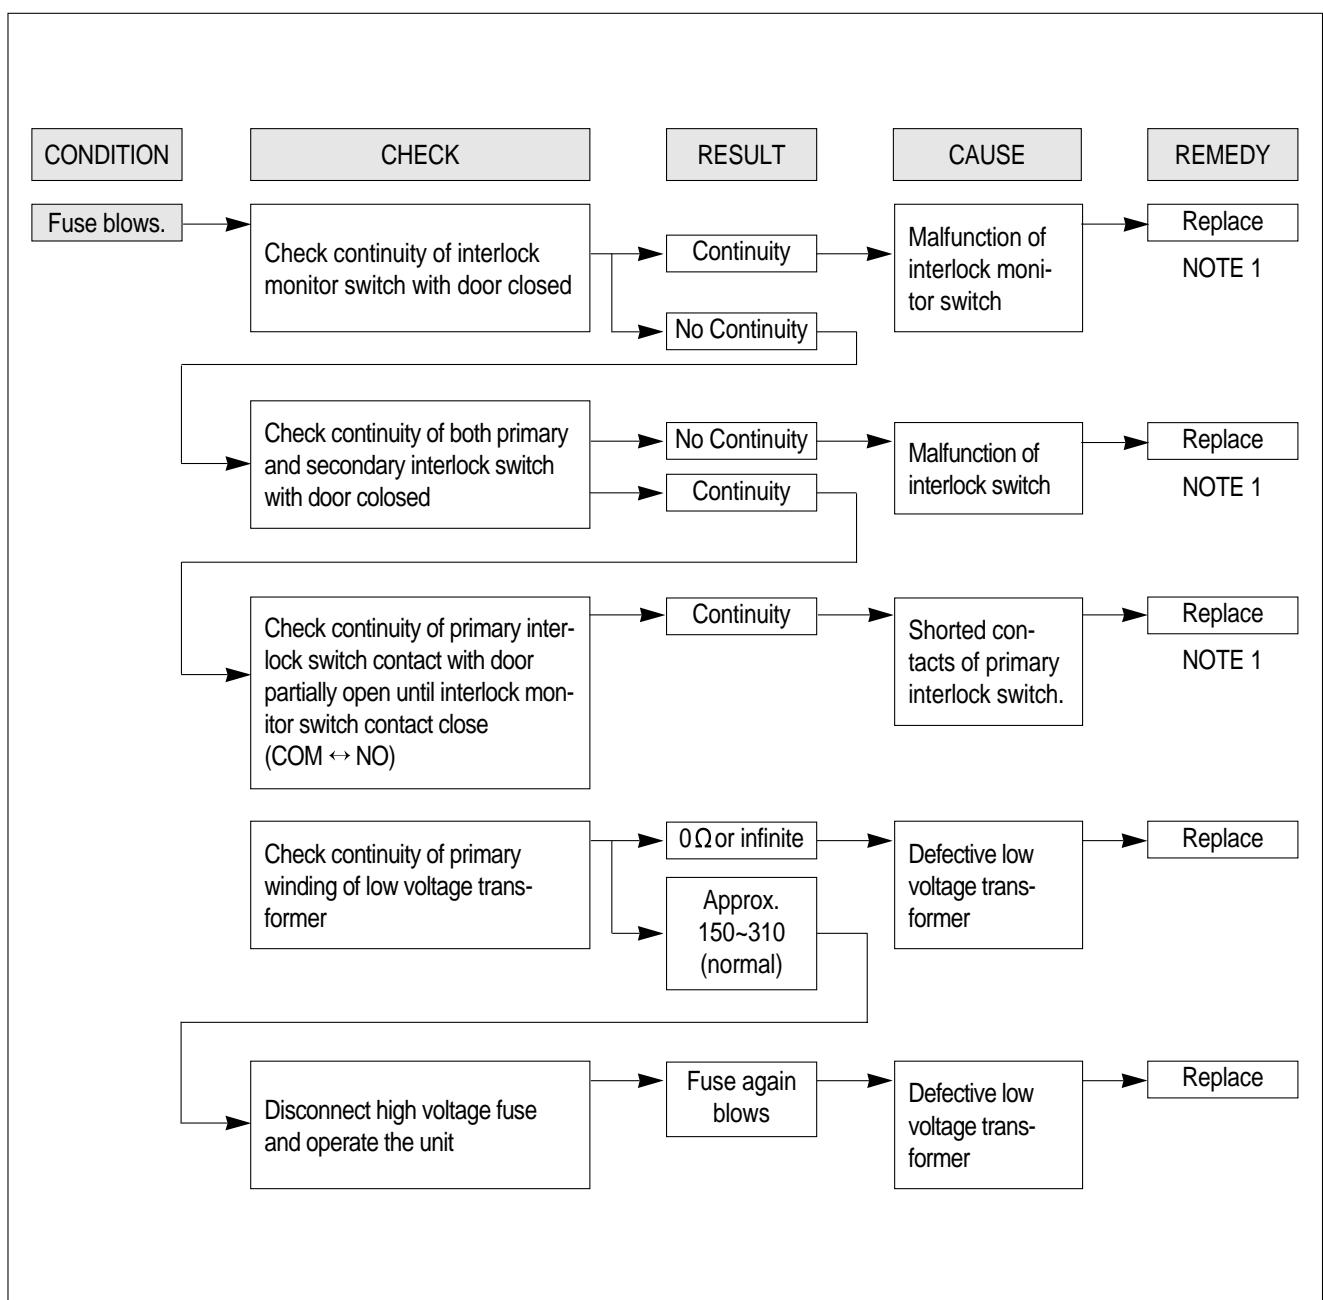 CONDITION
CHECK
RESULT
CAUSE
REMEDY
Fuse blows.
Check continuity of interlock
monitor switch with door closed
Continuity
No Continuity
Malfunction of
interlock moni-
tor switch
Replace
NOTE 1
Check continuity of both primary
and secondary interlock switch
with door colosed
No Continuity
Continuity
Malfunction of
interlock switch
Replace
NOTE 1
Check continuity of primary inter-
lock switch contact with door
partially open until interlock mon-
itor switch contact close
(COM ↔ NO)
Continuity
Shorted con-
tacts of primary
interlock switch.
Replace
NOTE 1
Check continuity of primary
winding of low voltage trans-
former
0 Ω or infinite
Approx.
150~310
(normal)
Defective low
voltage trans-
former
Replace
Disconnect high voltage fuse
and operate the unit
Fuse again
blows
Defective low
voltage trans-
former
Replace